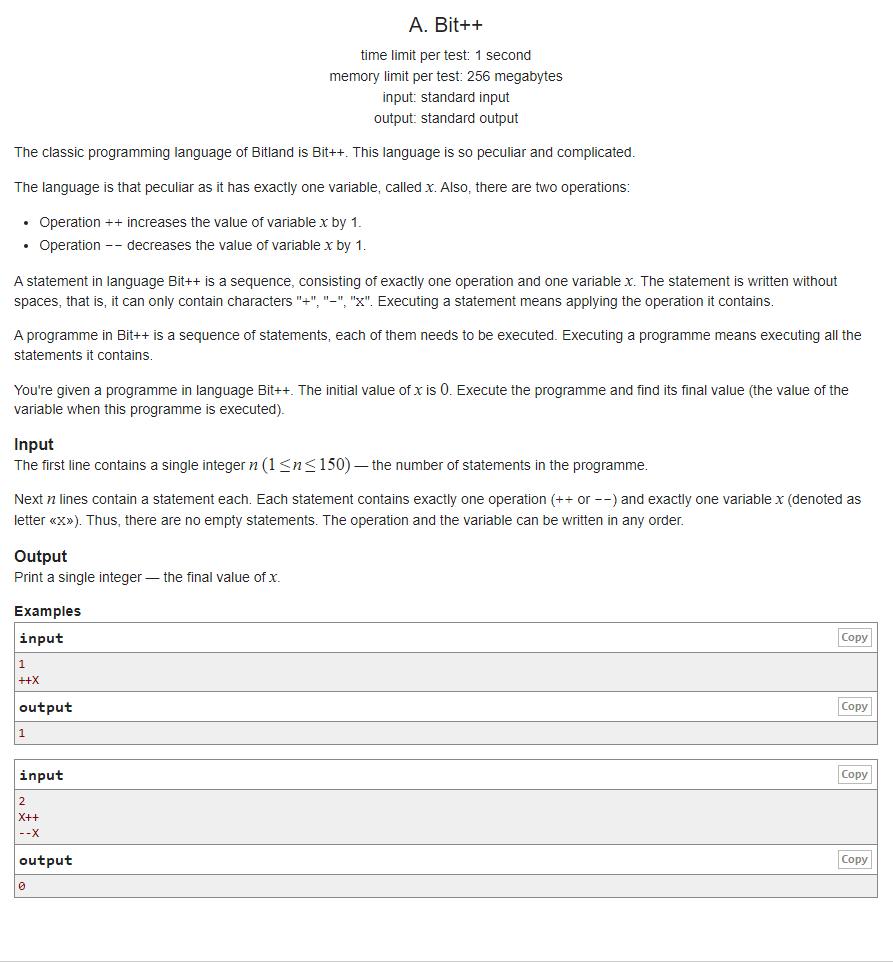 A. Bit++
time limit per test: 1 second
memory limit per test: 256 megabytes
input: standard input
output: standard output
The classic programming language of Bitland is Bit++. This language is so peculiar and complicated.
The language is that peculiar as it has exactly one variable, called x. Also, there are two operations:
• Operation ++ increases the value of variable x by 1.
• Operation -- decreases the value of variable x by 1.
A statement in language Bit++ is a sequence, consisting of exactly one operation and one variable x. The statement is written without
spaces, that is, it can only contain characters "+", "-", "X". Executing a statement means applying the operation it contains.
A programme in Bit++ is a sequence of statements, each of them needs to be executed. Executing a programme means executing all the
statements it contains.
You're given a programme in language Bit++. The initial value of x is 0. Execute the programme and find its final value (the value of the
variable when this programme is executed).
Input
The first line contains a single integer n (1 ≤ n ≤ 150) — the number of statements in the programme.
Next n lines contain a statement each. Each statement contains exactly one operation (++ or --) and exactly one variable x (denoted as
letter «X»). Thus, there are no empty statements. The operation and the variable can be written in any order.
Output
Print a single integer — the final value of x.
Examples
input Copy
1
++X
output Copy
1
input Copy
2
X++
--X
output Copy
0